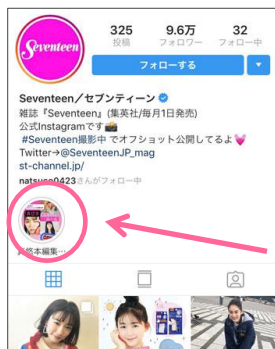 Seventeen
325 9.6万 32
投稿 フォロワー フォロー中
フォローする
Seventeen／セブンティーン
雑誌『Seventeen』(集英社/毎月1日発売)
公式Instagramです📸
#Seventeen撮影中 でオフショット公開してるよ💓
Twitter→@SeventeenJP_mag
st-channel.jp/
natsuco0423さんがフォロー中
悠本編集…